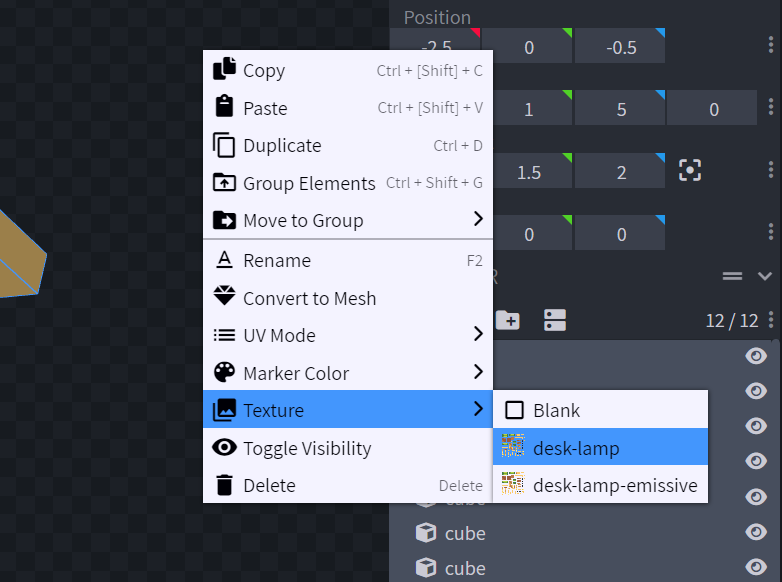 Position
-2.5 0 -0.5
1 5 0
1.5 2
0 0
R
12 / 12
Copy Ctrl + [Shift] + C
Paste Ctrl + [Shift] + V
Duplicate Ctrl + D
Group Elements Ctrl + Shift + G
Move to Group
Rename F2
Convert to Mesh
UV Mode
Marker Color
Texture
Toggle Visibility
Delete Delete
Blank
desk-lamp
desk-lamp-emissive
cube
cube
cube